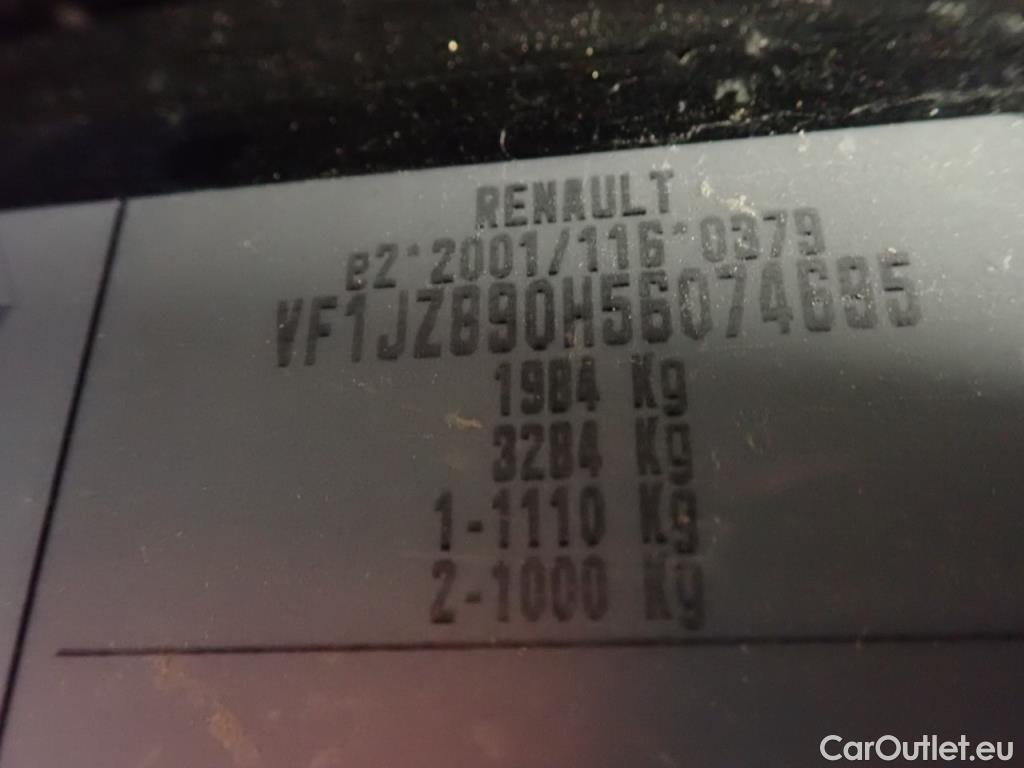 RENAULT
e2*2001/116*0379
VF1JZ890H56074685
1984 Kg
3284 Kg
1-1110 Kg
2-1000 Kg
CarOutlet.eu